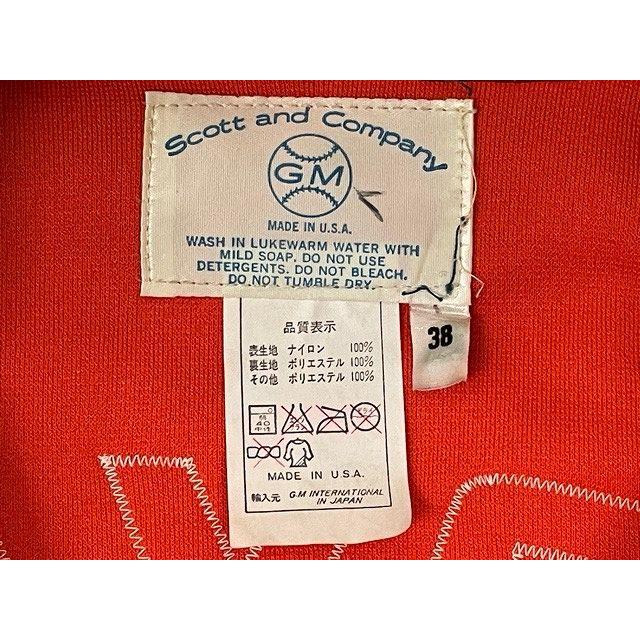 Scott and Company
GM
MADE IN U.S.A.
WASH IN LUKEWARM WATER WITH
MILD SOAP. DO NOT USE
DETERGENTS. DO NOT BLEACH.
DO NOT TUMBLE DRY.
38
品質表示
表生地 ナイロン 100%
裏生地 ポリエステル 100%
その他 ポリエステル 100%
40
中性
MADE IN U.S.A.
輸入元 G.M INTERNATIONAL
IN JAPAN